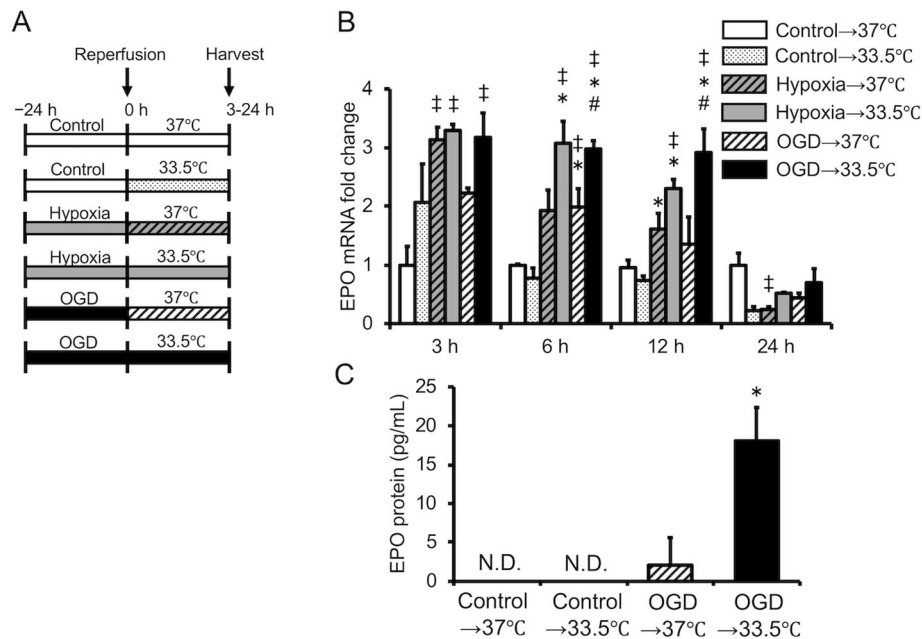 A
Reperfusion Harvest
−24 h 0 h 3-24 h
Control 37℃
Control 33.5℃
Hypoxia 37℃
Hypoxia 33.5℃
OGD 37℃
OGD 33.5℃
B
EPO mRNA fold change
4
3
2
1
0
‡ ‡ ‡
‡
*
‡
*
‡
*
#
*
‡
*
‡
*
#
‡
3 h 6 h 12 h 24 h
Control→37℃
Control→33.5℃
Hypoxia→37℃
Hypoxia→33.5℃
OGD→37℃
OGD→33.5℃
C
EPO protein (pg/mL)
25
20
15
10
5
0
N.D. N.D.
*
Control
→37℃
Control
→33.5℃
OGD
→37℃
OGD
→33.5℃